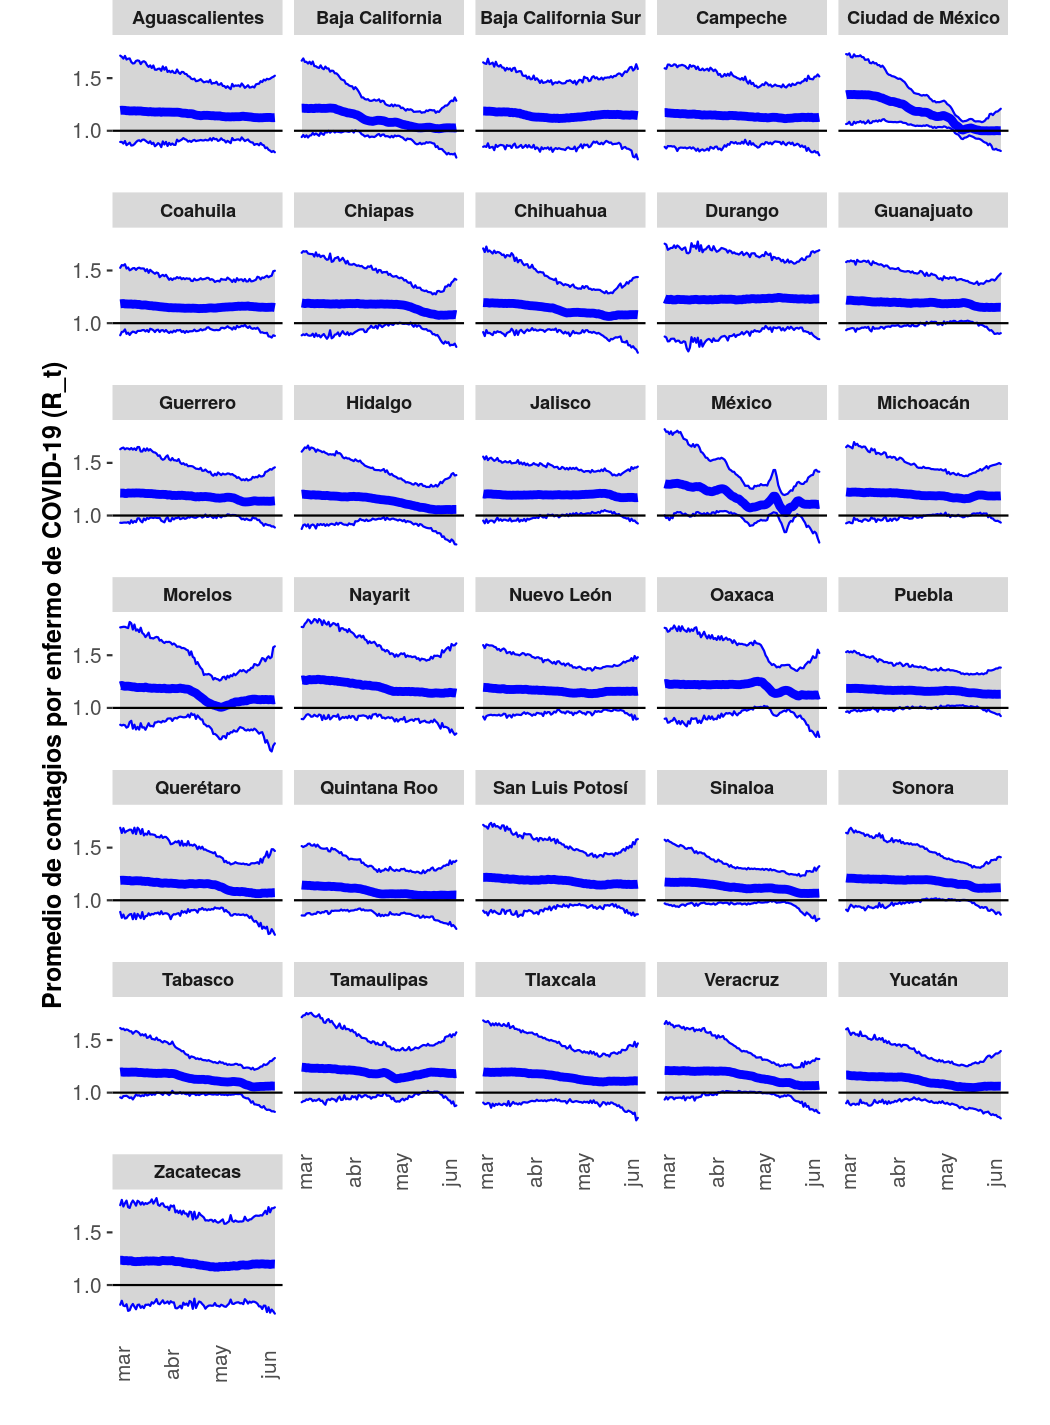 Aguascalientes Baja California Baja California Sur Campeche Ciudad de México
1.5
1.0
Coahuila Chiapas Chihuahua Durango Guanajuato
1.5
1.0
Guerrero Hidalgo Jalisco México Michoacán
1.5
1.0
Promedio de contagios por enfermo de COVID-19 (R_t)
Morelos Nayarit Nuevo León Oaxaca Puebla
1.5
1.0
Querétaro Quintana Roo San Luis Potosí Sinaloa Sonora
1.5
1.0
Tabasco Tamaulipas Tlaxcala Veracruz Yucatán
1.5
1.0
mar abr may jun mar abr may jun mar abr may jun mar abr may jun
Zacatecas
1.5
1.0
mar abr may jun